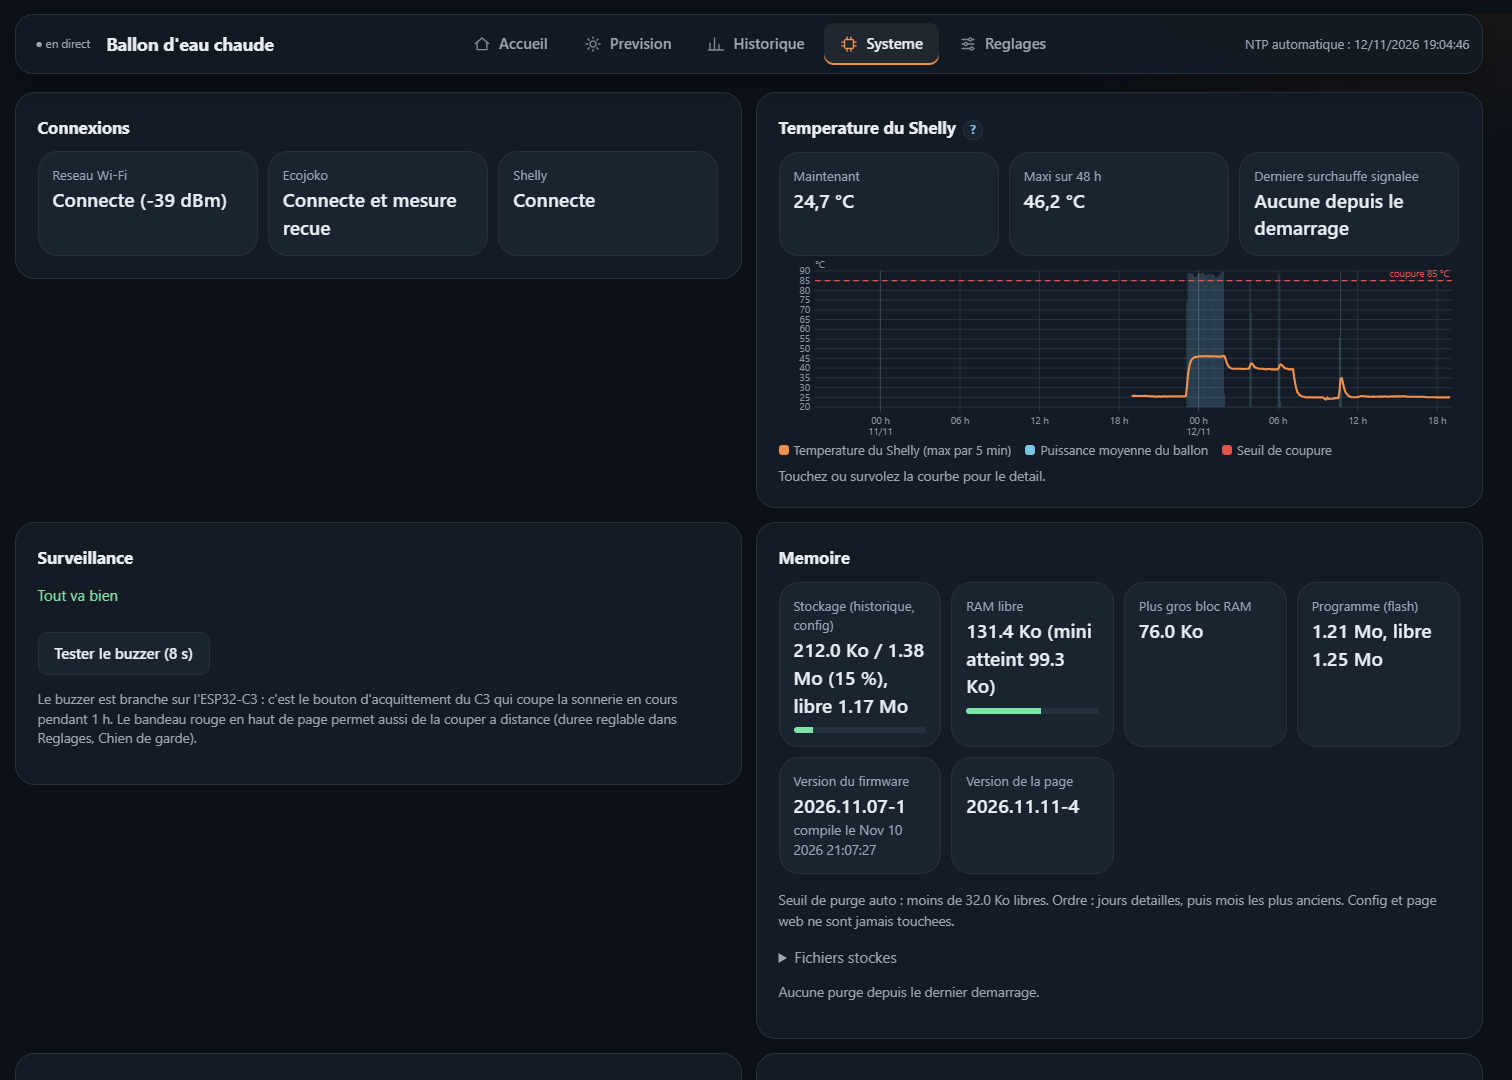 en direct
Ballon d'eau chaude
Accueil
Prevision
Historique
Systeme
Reglages
NTP automatique : 12/11/2026 19:04:46
Connexions
Reseau Wi-Fi
Connecte (-39 dBm)
Ecojoko
Connecte et mesure
recue
Shelly
Connecte
Temperature du Shelly ?
Maintenant
24,7 °C
Maxi sur 48 h
46,2 °C
Derniere surchauffe signalee
Aucune depuis le
demarrage
°C
90
85
80
75
70
65
60
55
50
45
40
35
30
25
20
coupure 85 °C
00 h
11/11
06 h
12 h
18 h
00 h
12/11
06 h
12 h
18 h
Temperature du Shelly (max par 5 min)
Puissance moyenne du ballon
Seuil de coupure
Touchez ou survolez la courbe pour le detail.
Surveillance
Tout va bien
Tester le buzzer (8 s)
Le buzzer est branche sur l'ESP32-C3 : c'est le bouton d'acquittement du C3 qui coupe la sonnerie en cours
pendant 1 h. Le bandeau rouge en haut de page permet aussi de la couper a distance (duree reglable dans
Reglages, Chien de garde).
Memoire
Stockage (historique,
config)
212.0 Ko / 1.38
Mo (15 %),
libre 1.17 Mo
RAM libre
131.4 Ko (mini
atteint 99.3
Ko)
Plus gros bloc RAM
76.0 Ko
Programme (flash)
1.21 Mo, libre
1.25 Mo
Version du firmware
2026.11.07-1
compile le Nov 10
2026 21:07:27
Version de la page
2026.11.11-4
Seuil de purge auto : moins de 32.0 Ko libres. Ordre : jours detailles, puis mois les plus anciens. Config et page
web ne sont jamais touchees.
Fichiers stockes
Aucune purge depuis le dernier demarrage.